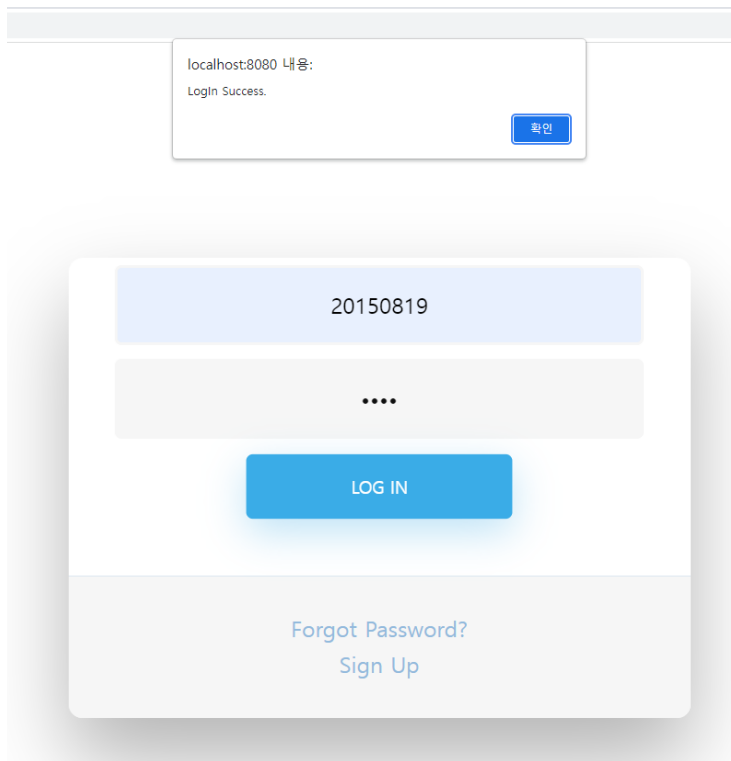 localhost:8080 내용:
LogIn Success.
확인
20150819
••••
LOG IN
Forgot Password?
Sign Up